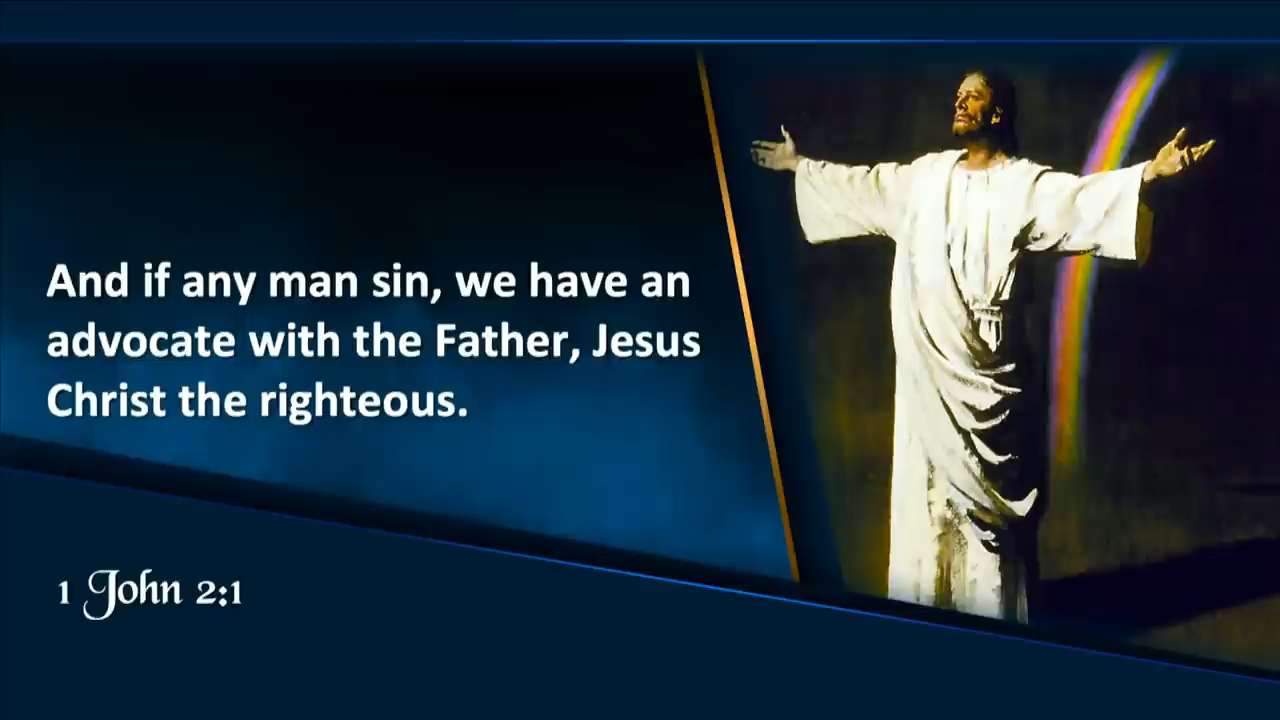 And if any man sin, we have an
advocate with the Father, Jesus
Christ the righteous.
1 John 2:1